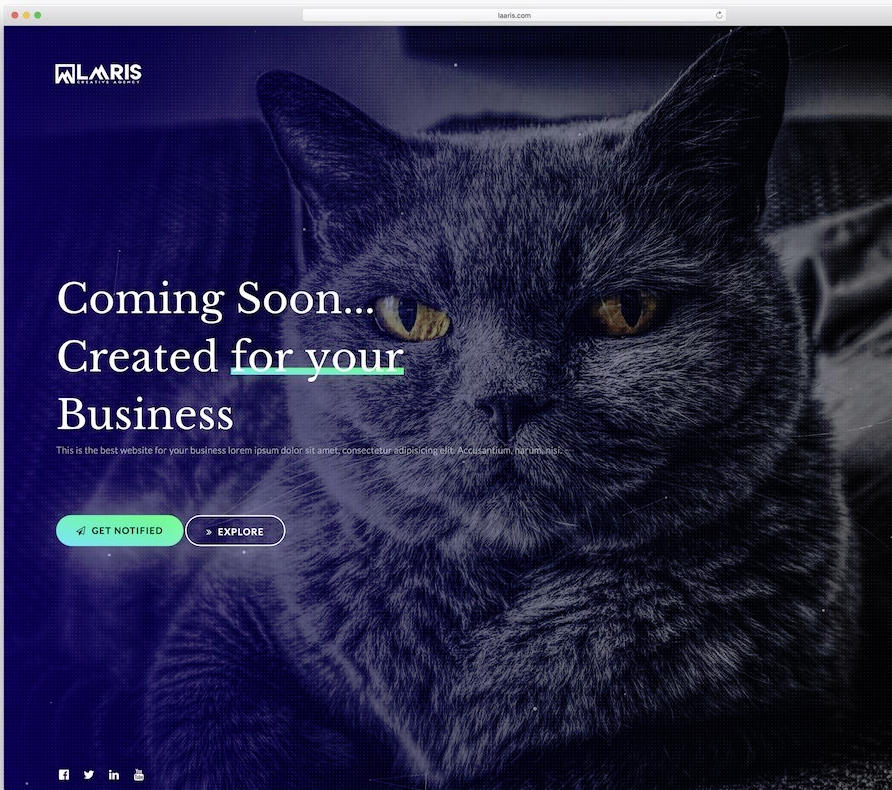 laaris.com
LAARIS
CREATIVE AGENCY
Coming Soon...
Created for your
Business
This is the best website for your business lorem ipsum dolor sit amet, consectetur adipisicing elit. Accusantium, harum, nisi.
GET NOTIFIED
EXPLORE